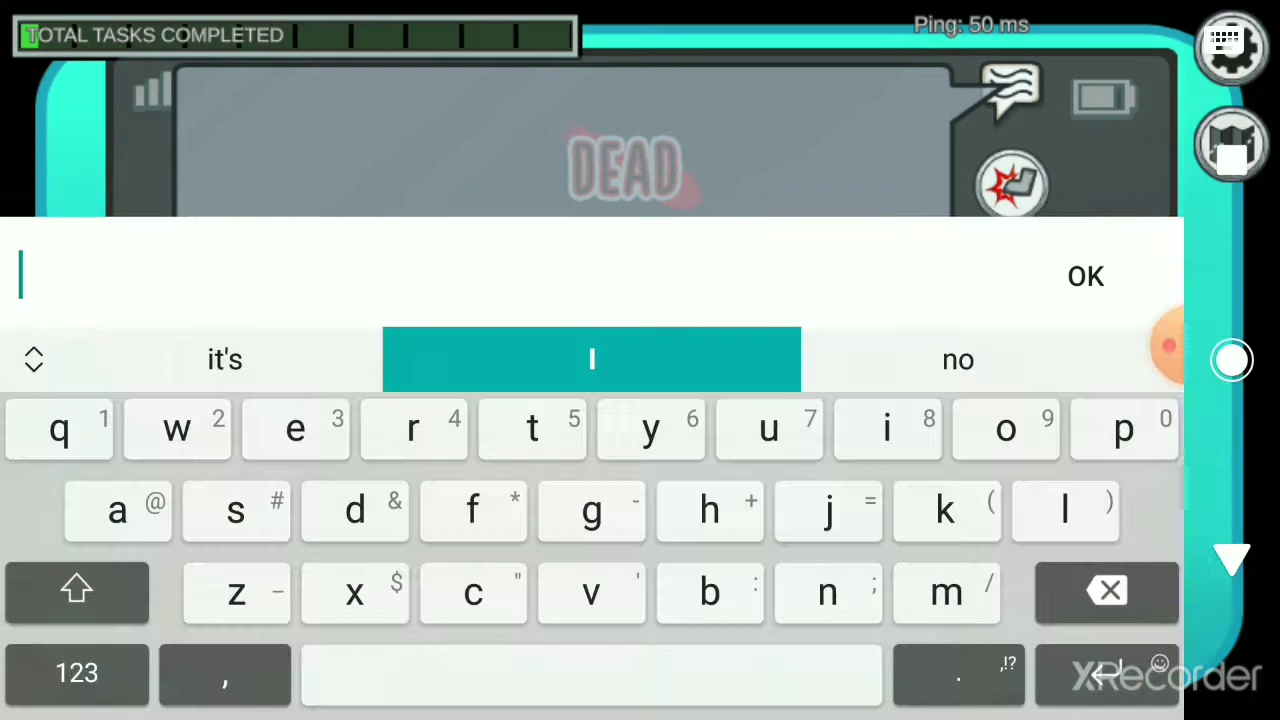 TOTAL TASKS COMPLETED
Ping: 50 ms
DEAD
OK
it's I no
q 1 w 2 e 3 r 4 t 5 y 6 u 7 i 8 o 9 p 0
a @ s # d & f * g - h + j = k ( l )
z _ x $ c " v ' b : n ; m /
123 , . ,!?
XRecorder